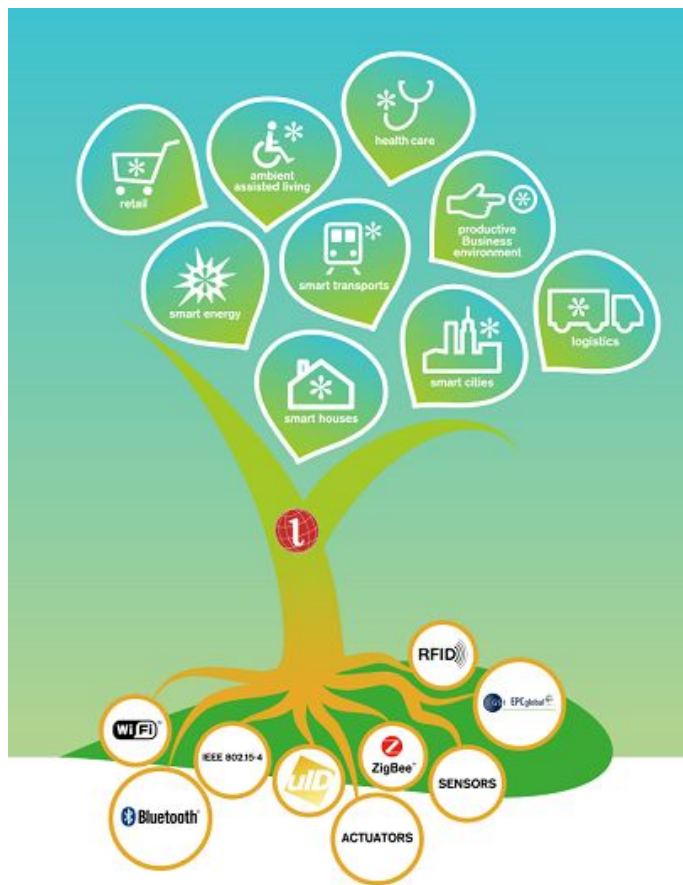 health care
ambient
assisted living
retail
productive
Business
environment
smart transports
smart energy
logistics
smart cities
smart houses
RFID
EPCglobal
WiFi
IEEE 802.15-4
uID
ZigBee
SENSORS
Bluetooth
ACTUATORS